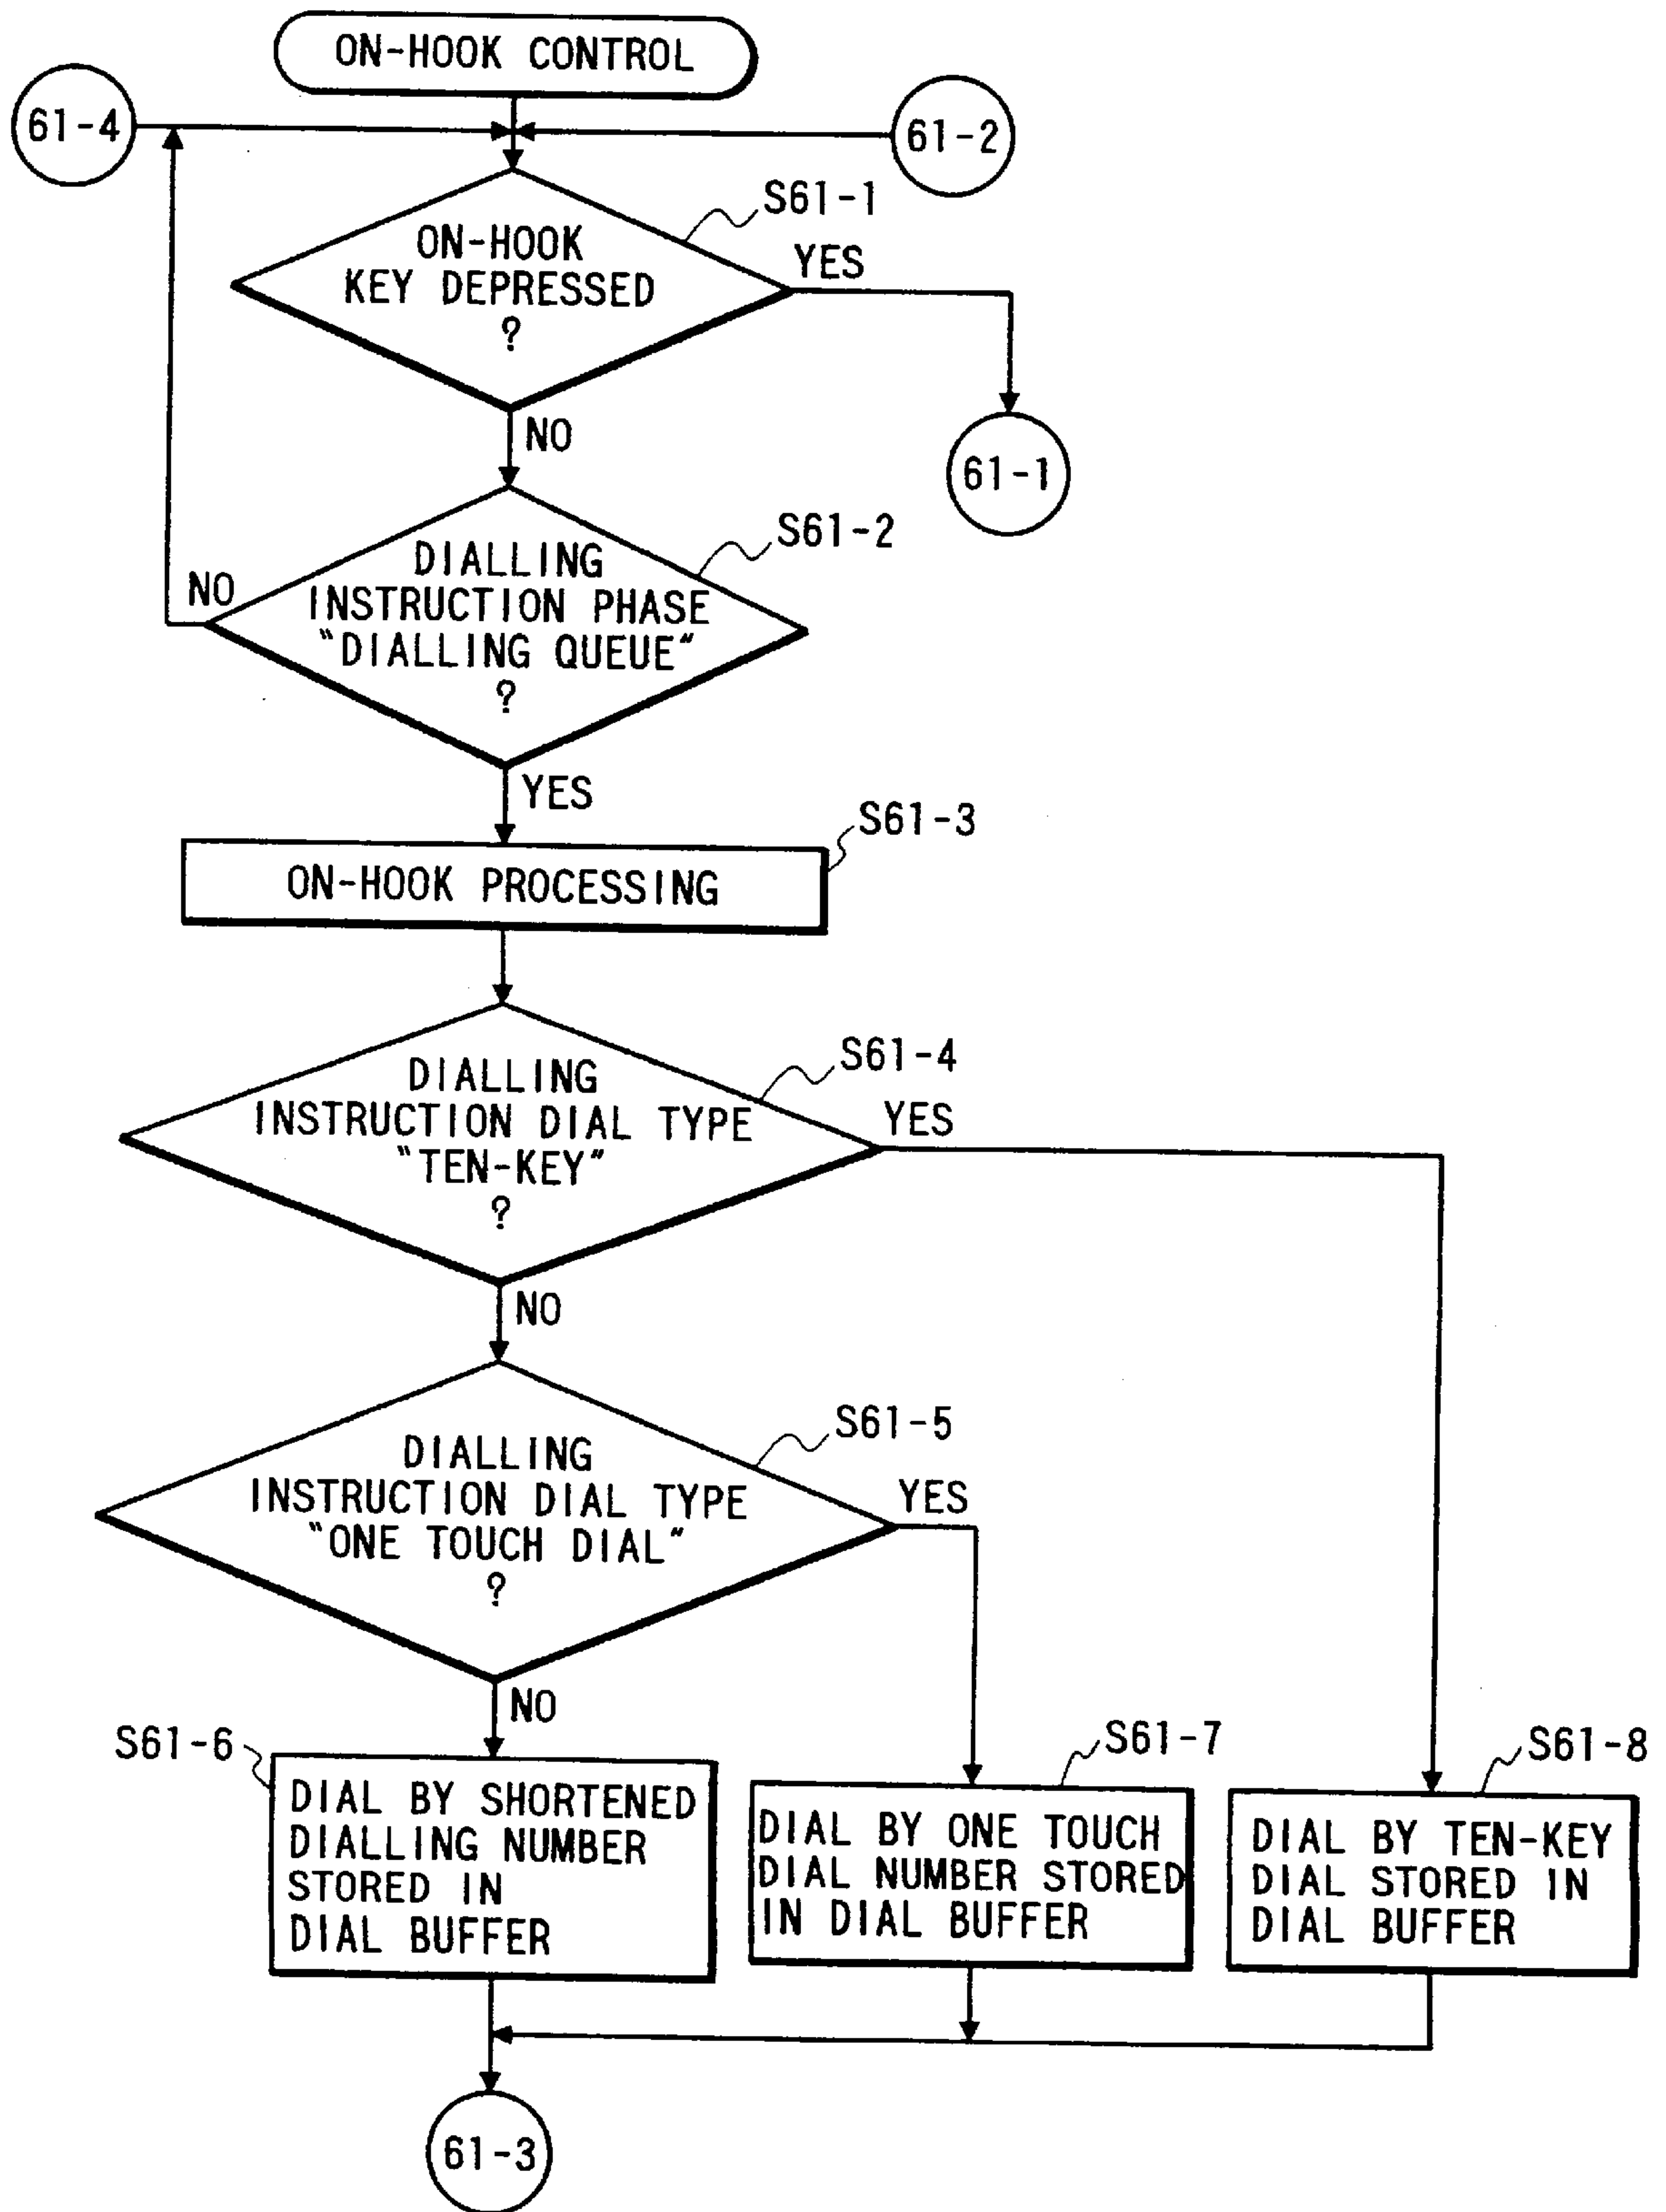 ON-HOOK CONTROL
61-4
61-2
S61-1
ON-HOOK
KEY DEPRESSED
?
YES
NO
61-1
S61-2
DIALLING
INSTRUCTION PHASE
"DIALLING QUEUE"
?
NO
YES
S61-3
ON-HOOK PROCESSING
S61-4
DIALLING
INSTRUCTION DIAL TYPE
"TEN-KEY"
?
YES
NO
S61-5
DIALLING
INSTRUCTION DIAL TYPE
"ONE TOUCH DIAL"
?
YES
NO
S61-6
DIAL BY SHORTENED
DIALLING NUMBER
STORED IN
DIAL BUFFER
S61-7
DIAL BY ONE TOUCH
DIAL NUMBER STORED
IN DIAL BUFFER
S61-8
DIAL BY TEN-KEY
DIAL STORED IN
DIAL BUFFER
61-3